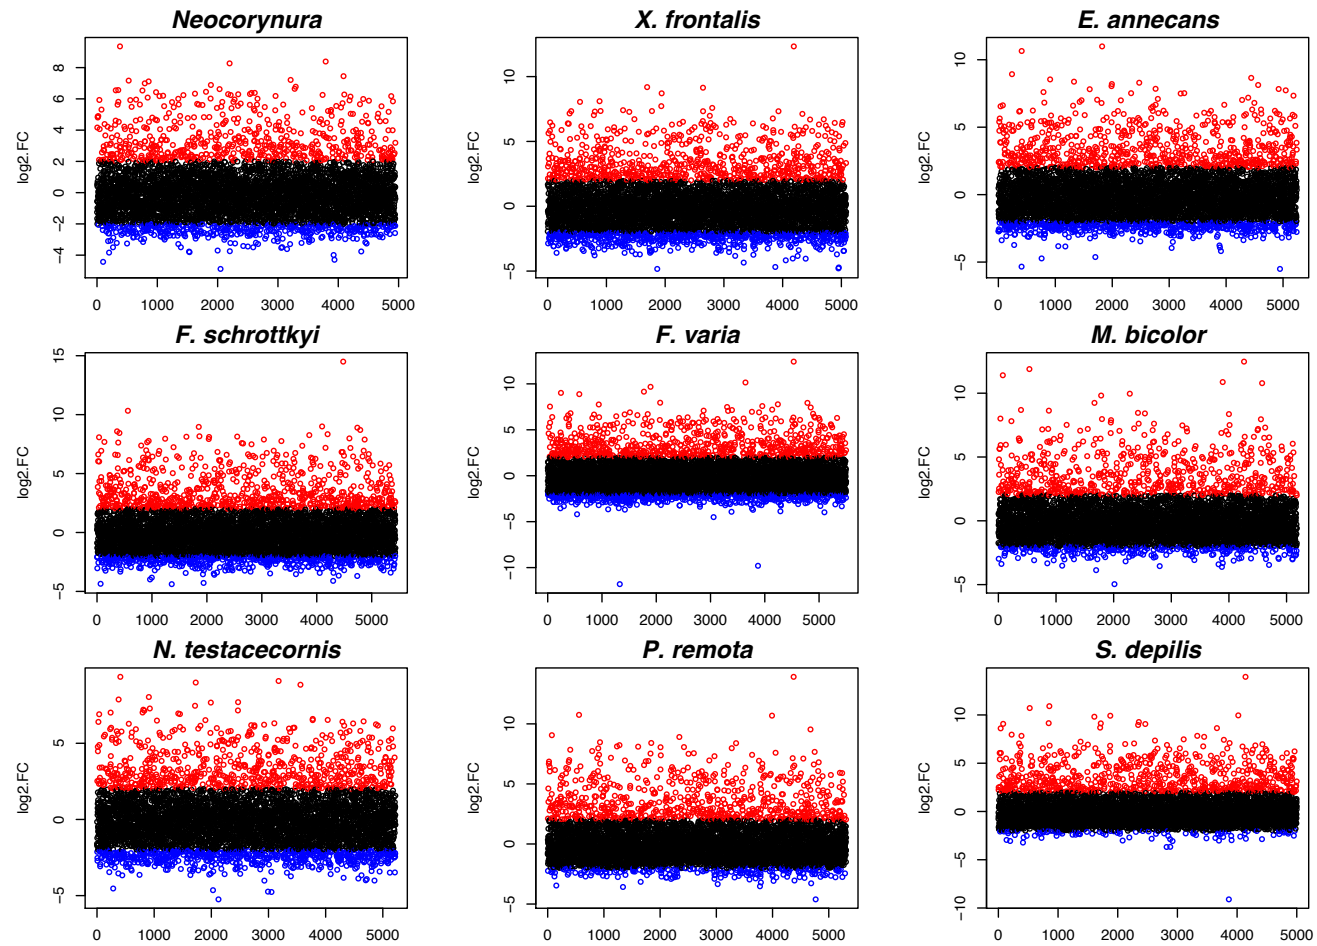 Neocorynura
X. frontalis
E. annecans
log2.FC
8
6
4
2
0
−2
−4
0 1000 2000 3000 4000 5000
log2.FC
10
5
0
−5
0 1000 2000 3000 4000 5000
log2.FC
10
5
0
−5
0 1000 2000 3000 4000 5000
F. schrottkyi
F. varia
M. bicolor
log2.FC
15
10
5
0
−5
0 1000 2000 3000 4000 5000
log2.FC
10
5
0
−5
−10
0 1000 2000 3000 4000 5000
log2.FC
10
5
0
−5
0 1000 2000 3000 4000 5000
N. testacecornis
P. remota
S. depilis
log2.FC
5
0
−5
0 1000 2000 3000 4000 5000
log2.FC
10
5
0
−5
0 1000 2000 3000 4000 5000
log2.FC
10
5
0
−5
−10
0 1000 2000 3000 4000 5000